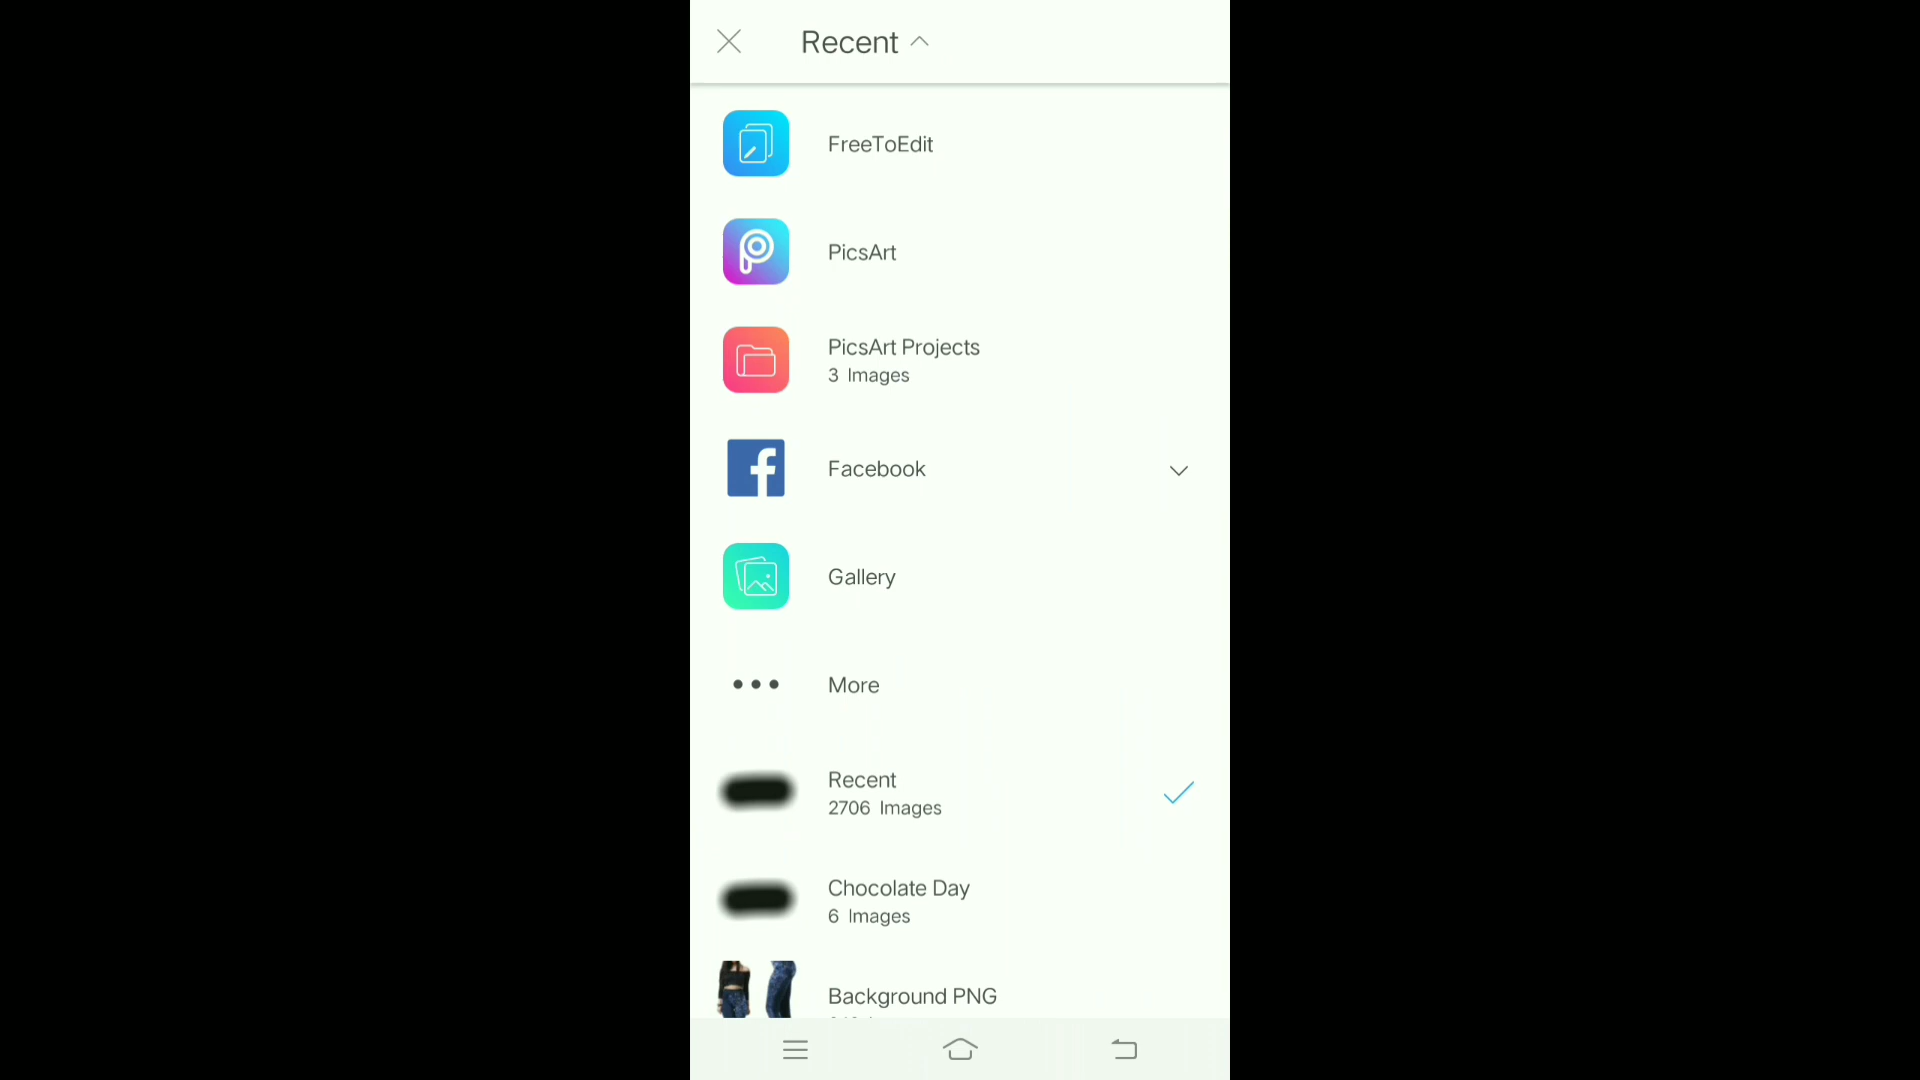 Recent
FreeToEdit
PicsArt
PicsArt Projects
3 Images
Facebook
Gallery
More
Recent
2706 Images
Chocolate Day
6 Images
Background PNG